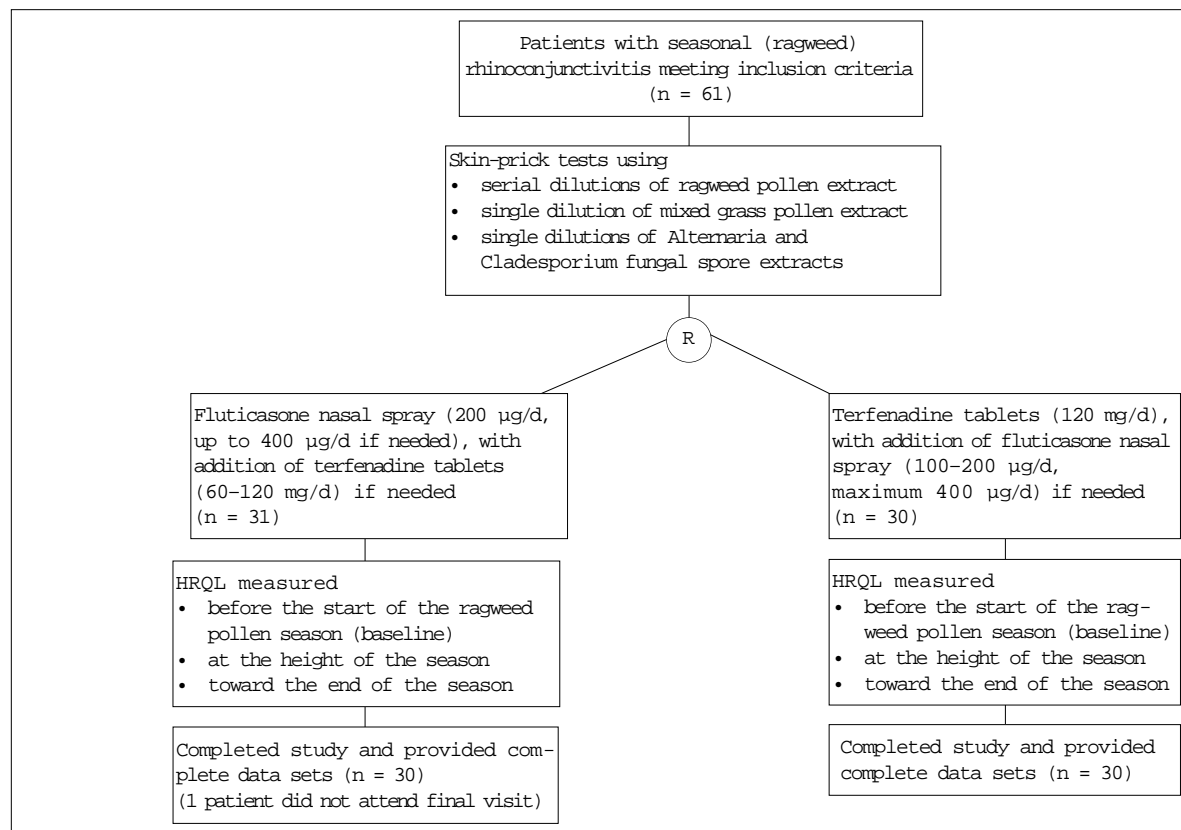 Patients with seasonal (ragweed)
rhinoconjunctivitis meeting inclusion criteria
(n = 61)
Skin-prick tests using
• serial dilutions of ragweed pollen extract
• single dilution of mixed grass pollen extract
• single dilutions of Alternaria and
Cladesporium fungal spore extracts
R
Fluticasone nasal spray (200 µg/d,
up to 400 µg/d if needed), with
addition of terfenadine tablets
(60–120 mg/d) if needed
(n = 31)
Terfenadine tablets (120 mg/d),
with addition of fluticasone nasal
spray (100–200 µg/d,
maximum 400 µg/d) if needed
(n = 30)
HRQL measured
• before the start of the ragweed
pollen season (baseline)
• at the height of the season
• toward the end of the season
HRQL measured
• before the start of the rag-
weed pollen season (baseline)
• at the height of the season
• toward the end of the season
Completed study and provided com-
plete data sets (n = 30)
(1 patient did not attend final visit)
Completed study and provided
complete data sets (n = 30)